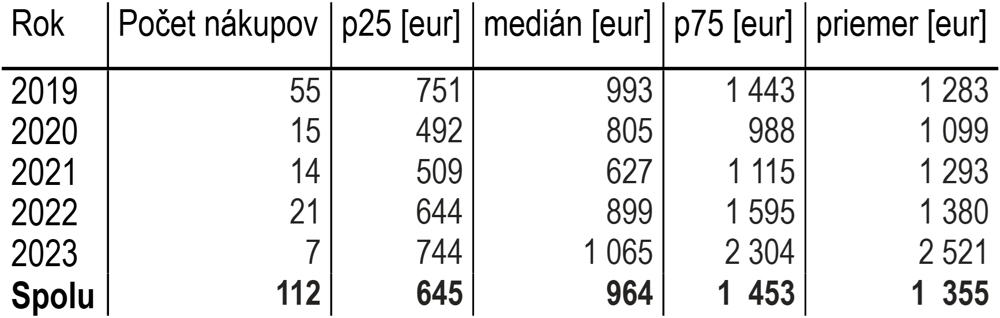 Rok Počet nákupov p25 [eur] medián [eur] p75 [eur] priemer [eur]
2019 55 751 993 1 443 1 283
2020 15 492 805 988 1 099
2021 14 509 627 1 115 1 293
2022 21 644 899 1 595 1 380
2023 7 744 1 065 2 304 2 521
Spolu 112 645 964 1 453 1 355